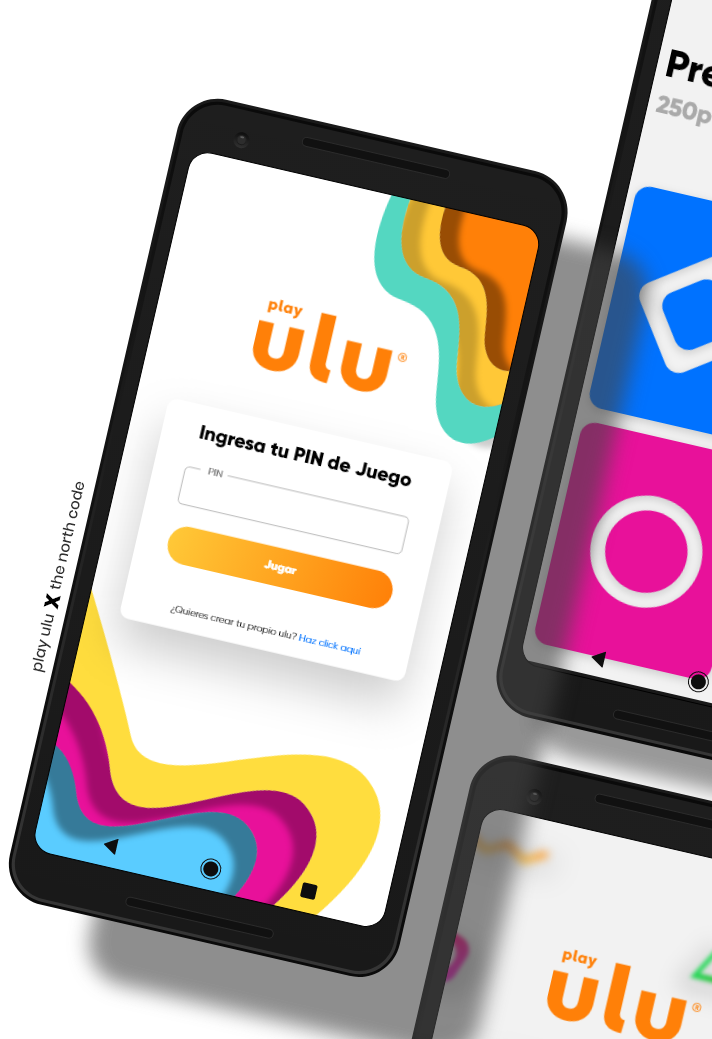 play
ulu®
Ingresa tu PIN de Juego
PIN
Jugar
¿Quieres crear tu propio ulu? Haz click aquí
play ulu X the north code
Pre
250p
play
ulu®